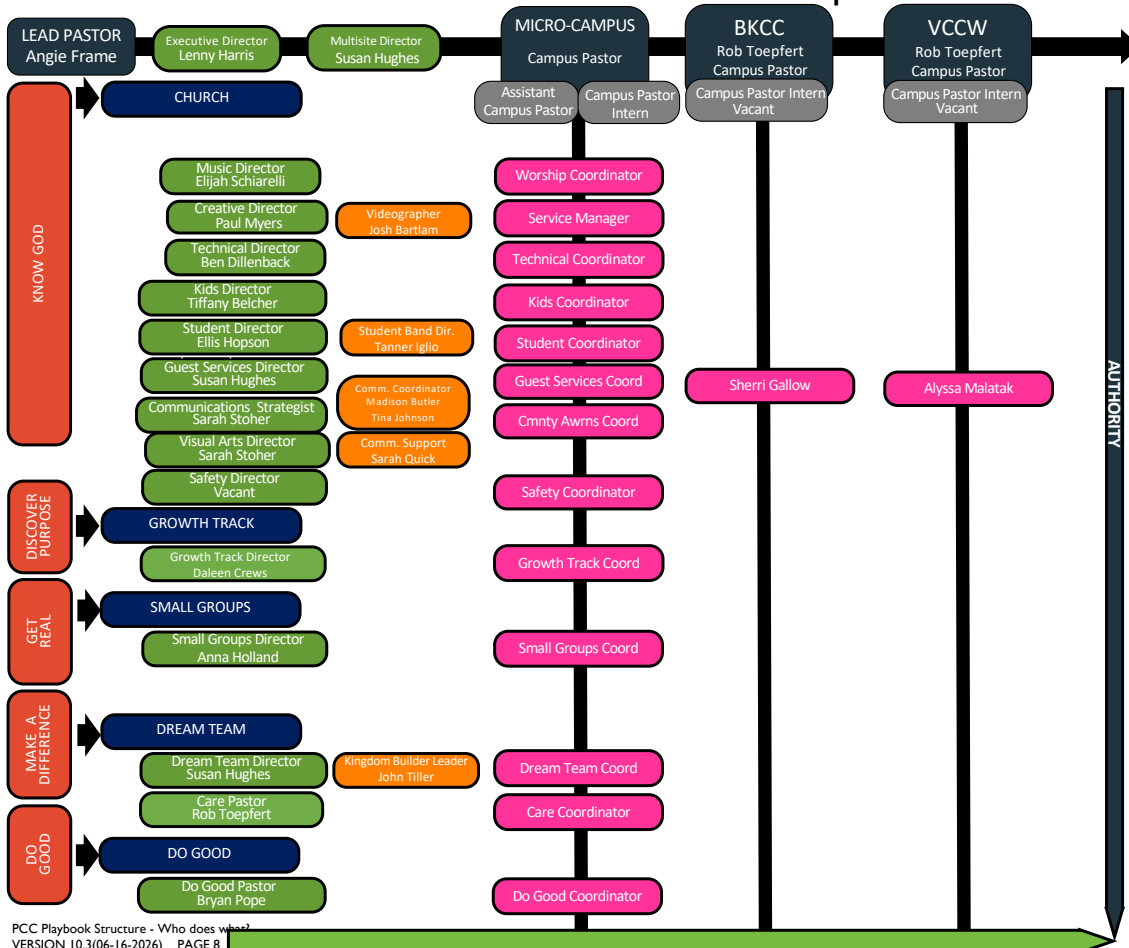 LEAD PASTOR
Angie Frame
Executive Director
Lenny Harris
Multisite Director
Susan Hughes
MICRO-CAMPUS
Campus Pastor
Assistant
Campus Pastor
Campus Pastor
Intern
BKCC
Rob Toepfert
Campus Pastor
Campus Pastor Intern
Vacant
VCCW
Rob Toepfert
Campus Pastor
Campus Pastor Intern
Vacant
KNOW GOD
CHURCH
Music Director
Elijah Schiarelli
Worship Coordinator
Creative Director
Paul Myers
Videographer
Josh Bartlam
Service Manager
Technical Director
Ben Dillenback
Technical Coordinator
Kids Director
Tiffany Belcher
Kids Coordinator
Student Director
Ellis Hopson
Student Band Dir.
Tanner Iglio
Student Coordinator
Guest Services Director
Susan Hughes
Guest Services Coord
Sherri Gallow
Alyssa Malatak
Communications Strategist
Sarah Stoher
Comm. Coordinator
Madison Butler
Tina Johnson
Cmnty Awrns Coord
Visual Arts Director
Sarah Stoher
Comm. Support
Sarah Quick
Safety Director
Vacant
Safety Coordinator
AUTHORITY
DISCOVER
PURPOSE
GROWTH TRACK
Growth Track Director
Daleen Crews
Growth Track Coord
GET
REAL
SMALL GROUPS
Small Groups Director
Anna Holland
Small Groups Coord
MAKE A
DIFFERENCE
DREAM TEAM
Dream Team Director
Susan Hughes
Kingdom Builder Leader
John Tiller
Dream Team Coord
Care Pastor
Rob Toepfert
Care Coordinator
DO
GOOD
DO GOOD
Do Good Pastor
Bryan Pope
Do Good Coordinator
PCC Playbook Structure - Who does what?
VERSION 10.3(06-16-2026) PAGE 8